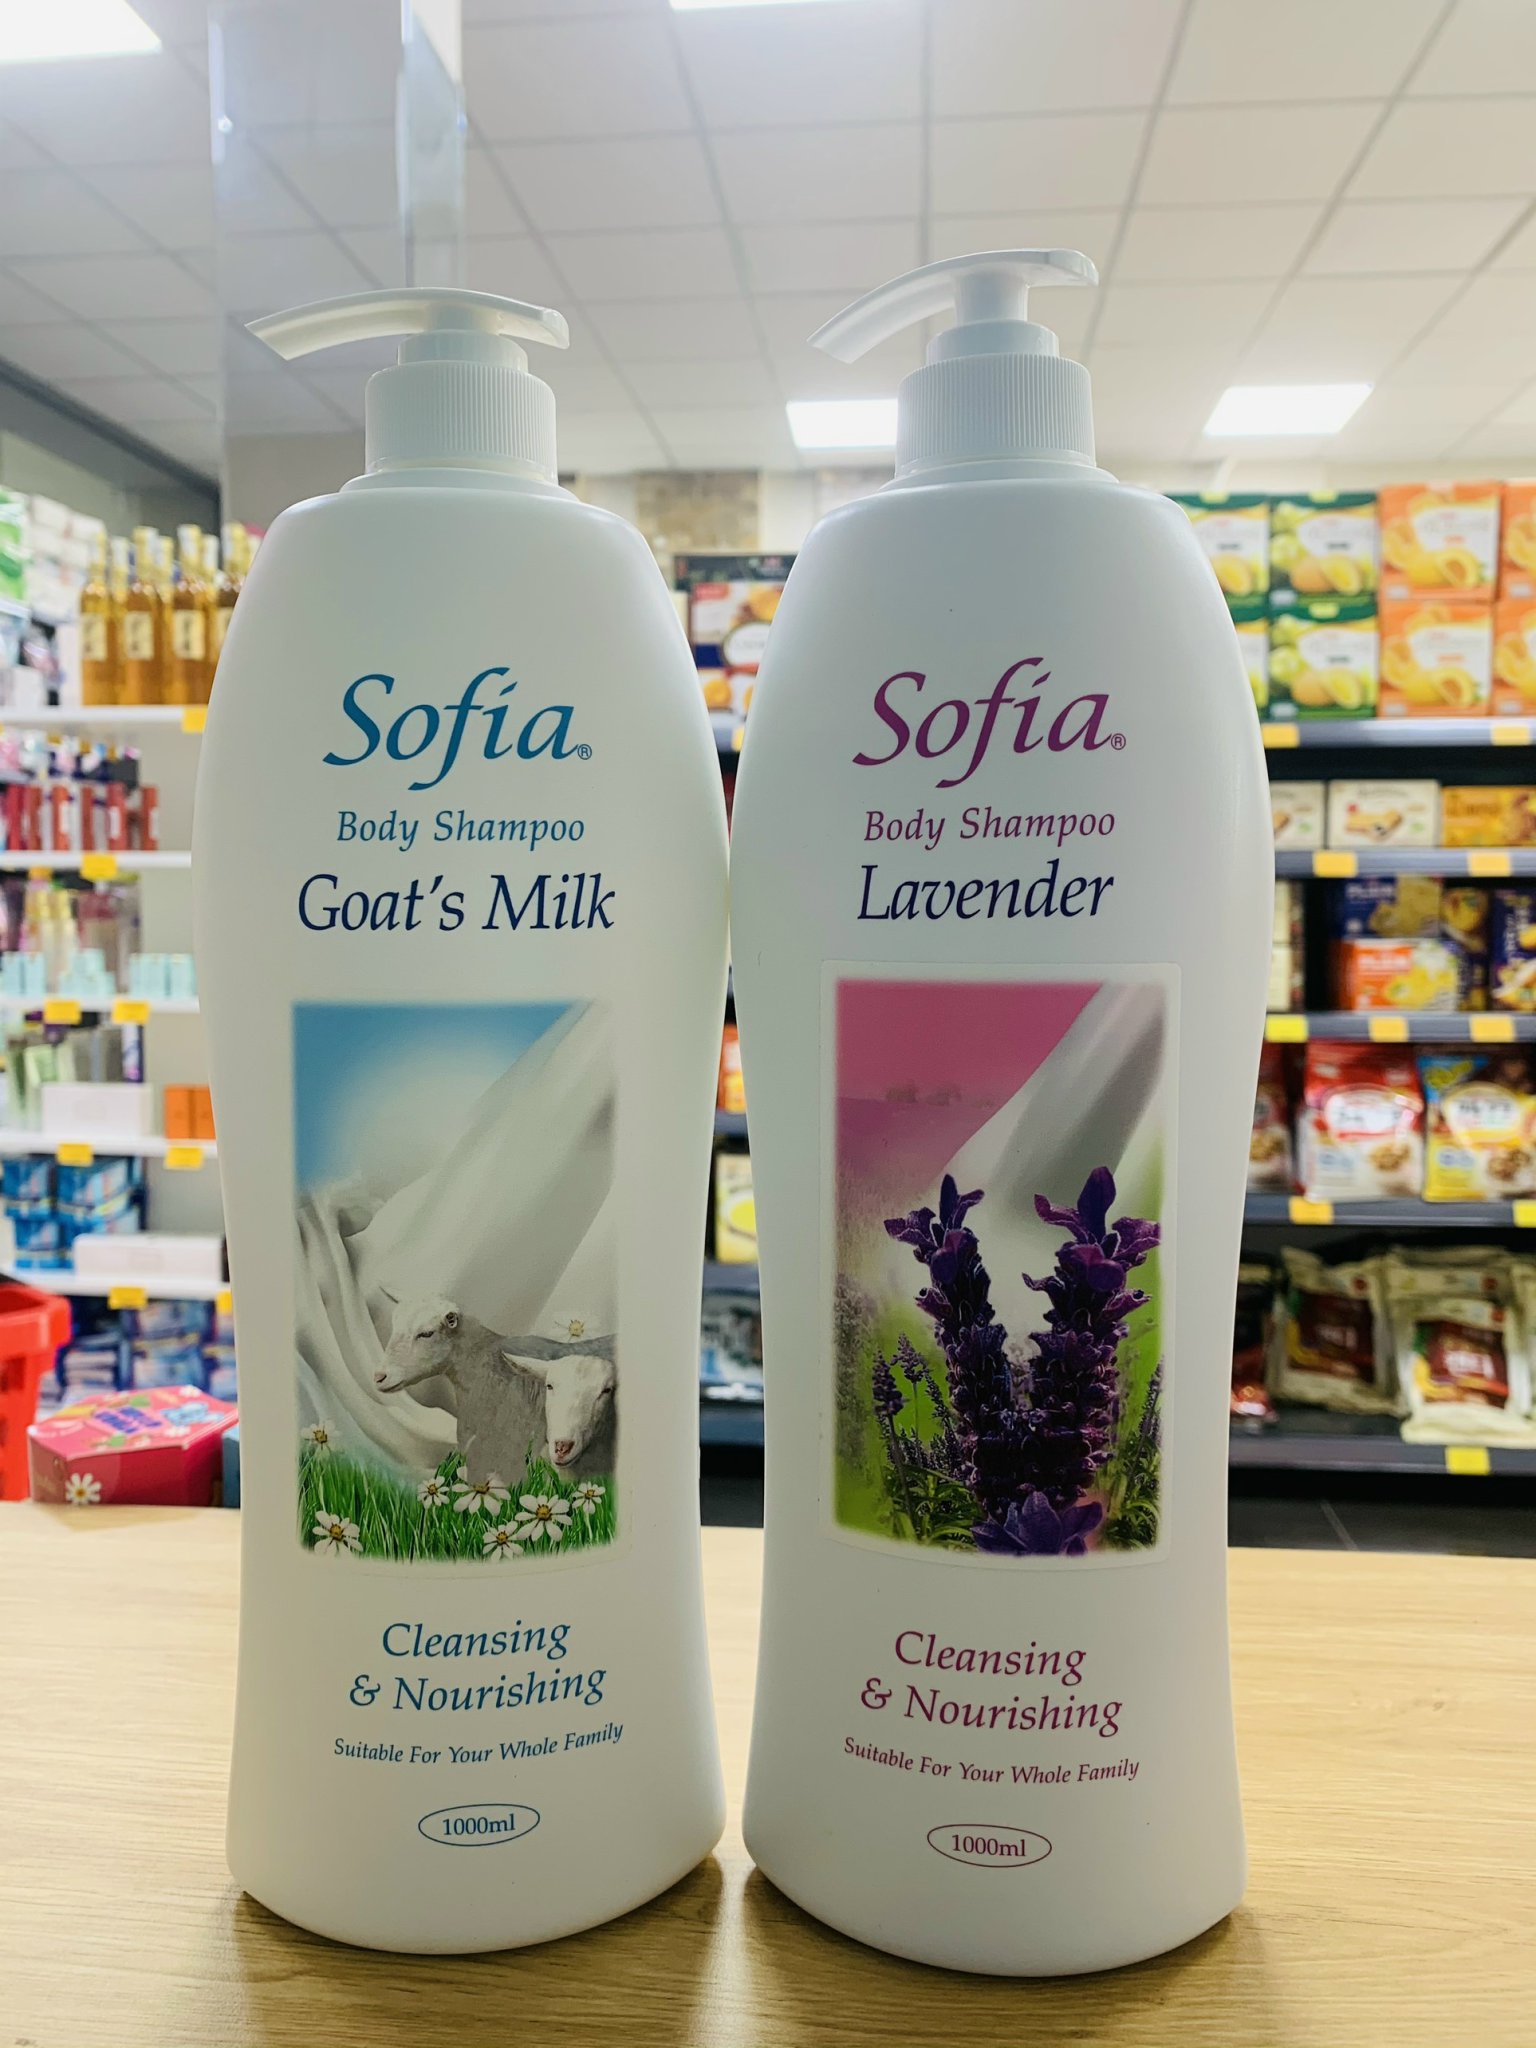 Sofia®
Body Shampoo
Goat's Milk
Cleansing
& Nourishing
Suitable For Your Whole Family
1000ml
Sofia®
Body Shampoo
Lavender
Cleansing
& Nourishing
Suitable For Your Whole Family
1000ml